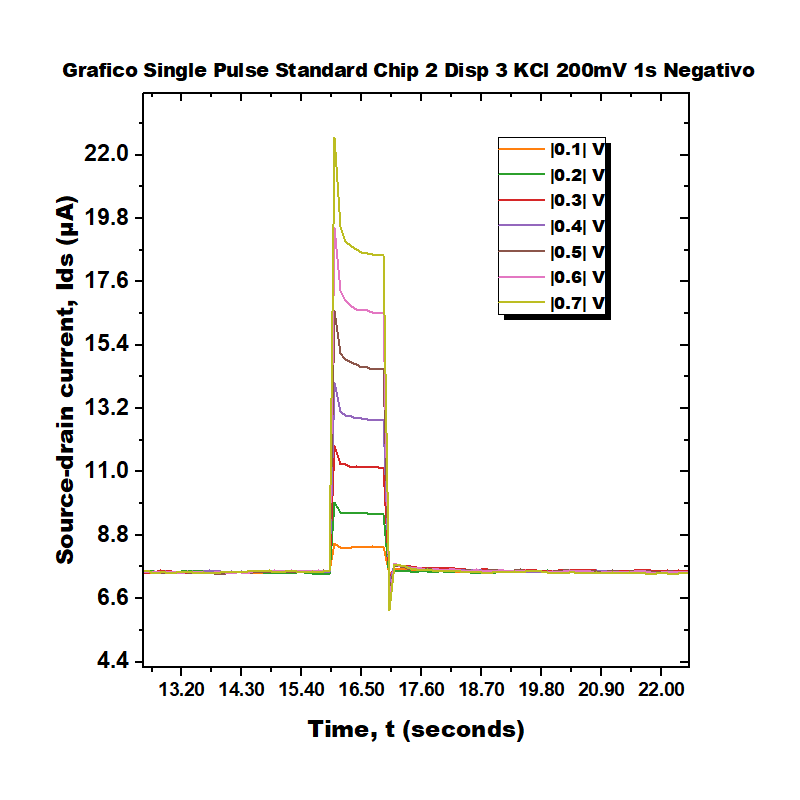 Grafico Single Pulse Standard Chip 2 Disp 3 KCl 200mV 1s Negativo
Source-drain current, Ids (µA)
22.0
19.8
17.6
15.4
13.2
11.0
8.8
6.6
4.4
|0.1| V
|0.2| V
|0.3| V
|0.4| V
|0.5| V
|0.6| V
|0.7| V
13.20 14.30 15.40 16.50 17.60 18.70 19.80 20.90 22.00
Time, t (seconds)